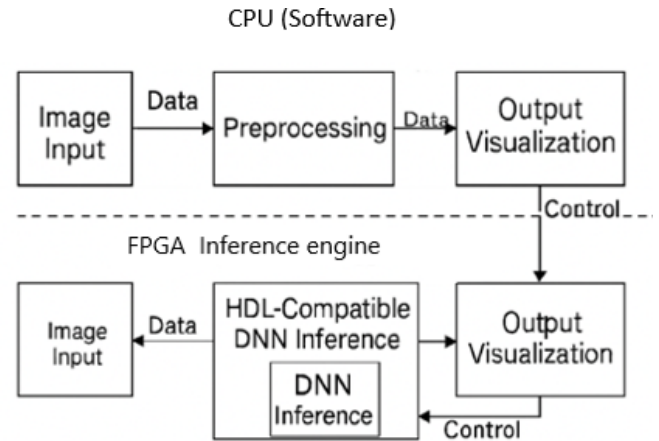 CPU (Software)
Image
Input
Data
Preprocessing
Data
Output
Visualization
Control
FPGA Inference engine
Image
Input
Data
HDL-Compatible
DNN Inference
DNN
Inference
Output
Visualization
Control